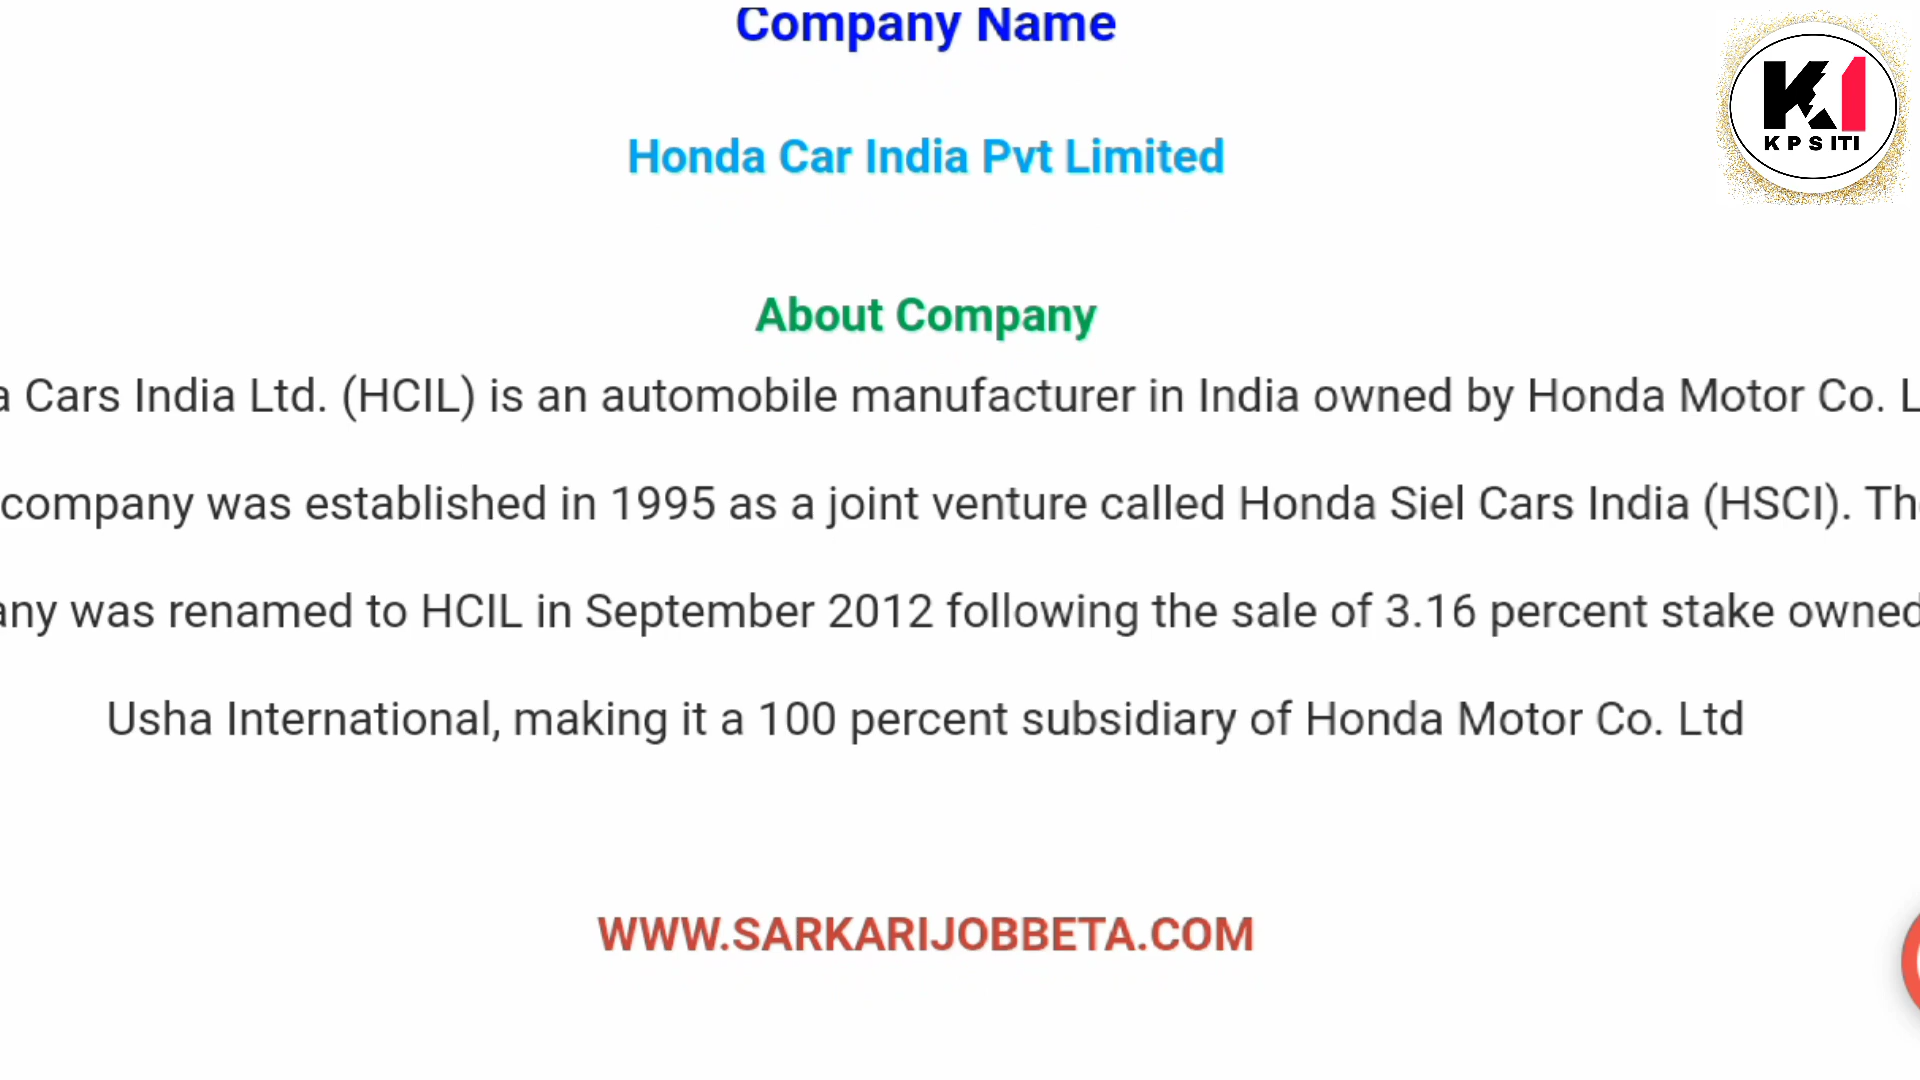 Company Name
K1
KPS ITI
Honda Car India Pvt Limited
About Company
a Cars India Ltd. (HCIL) is an automobile manufacturer in India owned by Honda Motor Co. L
company was established in 1995 as a joint venture called Honda Siel Cars India (HSCI). The
any was renamed to HCIL in September 2012 following the sale of 3.16 percent stake owned
Usha International, making it a 100 percent subsidiary of Honda Motor Co. Ltd
WWW.SARKARIJOBBETA.COM